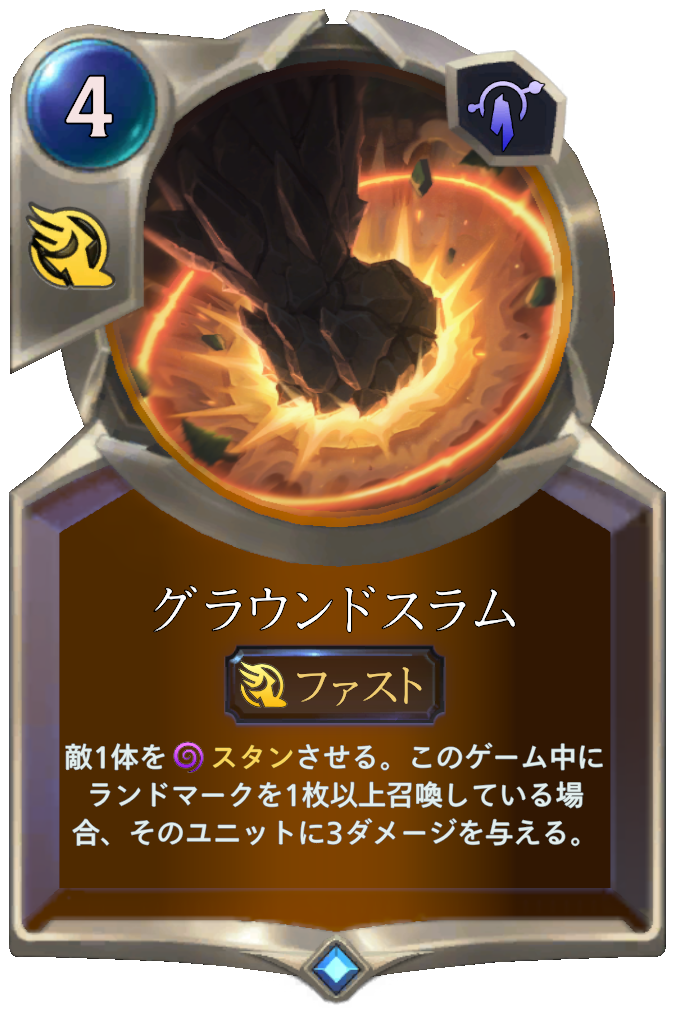 4
グラウンドスラム
ファスト
敵1体を スタンさせる。このゲーム中に
ランドマークを1枚以上召喚している場
合、そのユニットに3ダメージを与える。